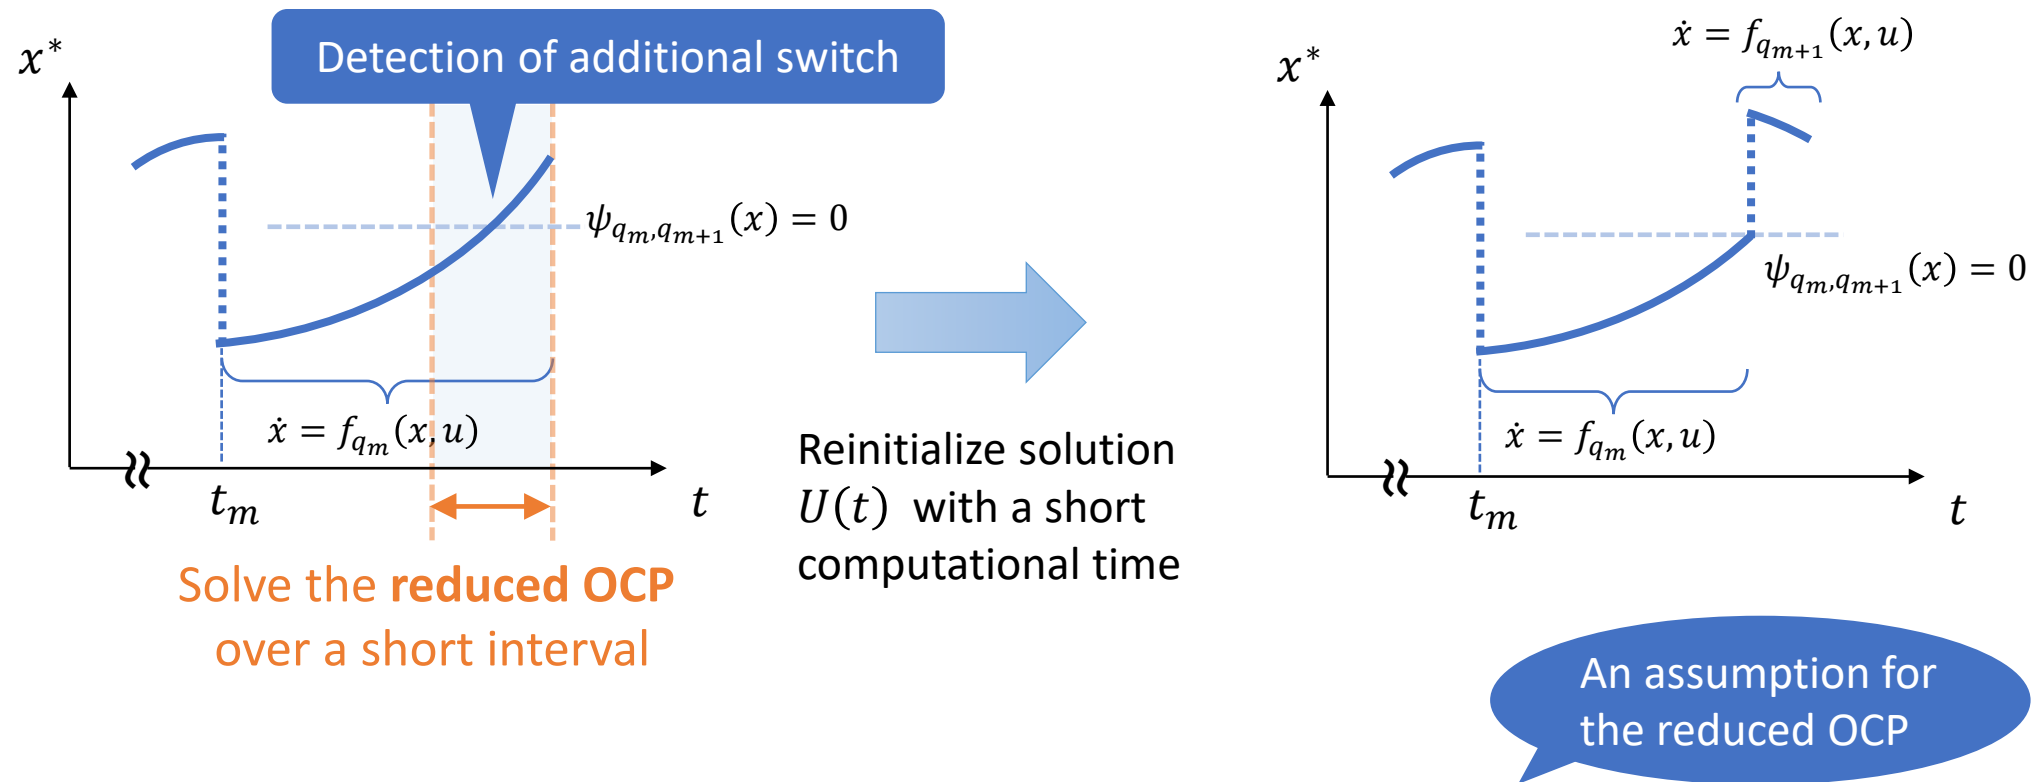 Detection of additional switch
x*
ψ_{q_m,q_{m+1}}(x) = 0
ẋ = f_{q_m}(x, u)
t_m
t
Solve the reduced OCP
over a short interval
Reinitialize solution
U(t) with a short
computational time
ẋ = f_{q_{m+1}}(x, u)
x*
ψ_{q_m,q_{m+1}}(x) = 0
ẋ = f_{q_m}(x, u)
t_m
t
An assumption for
the reduced OCP